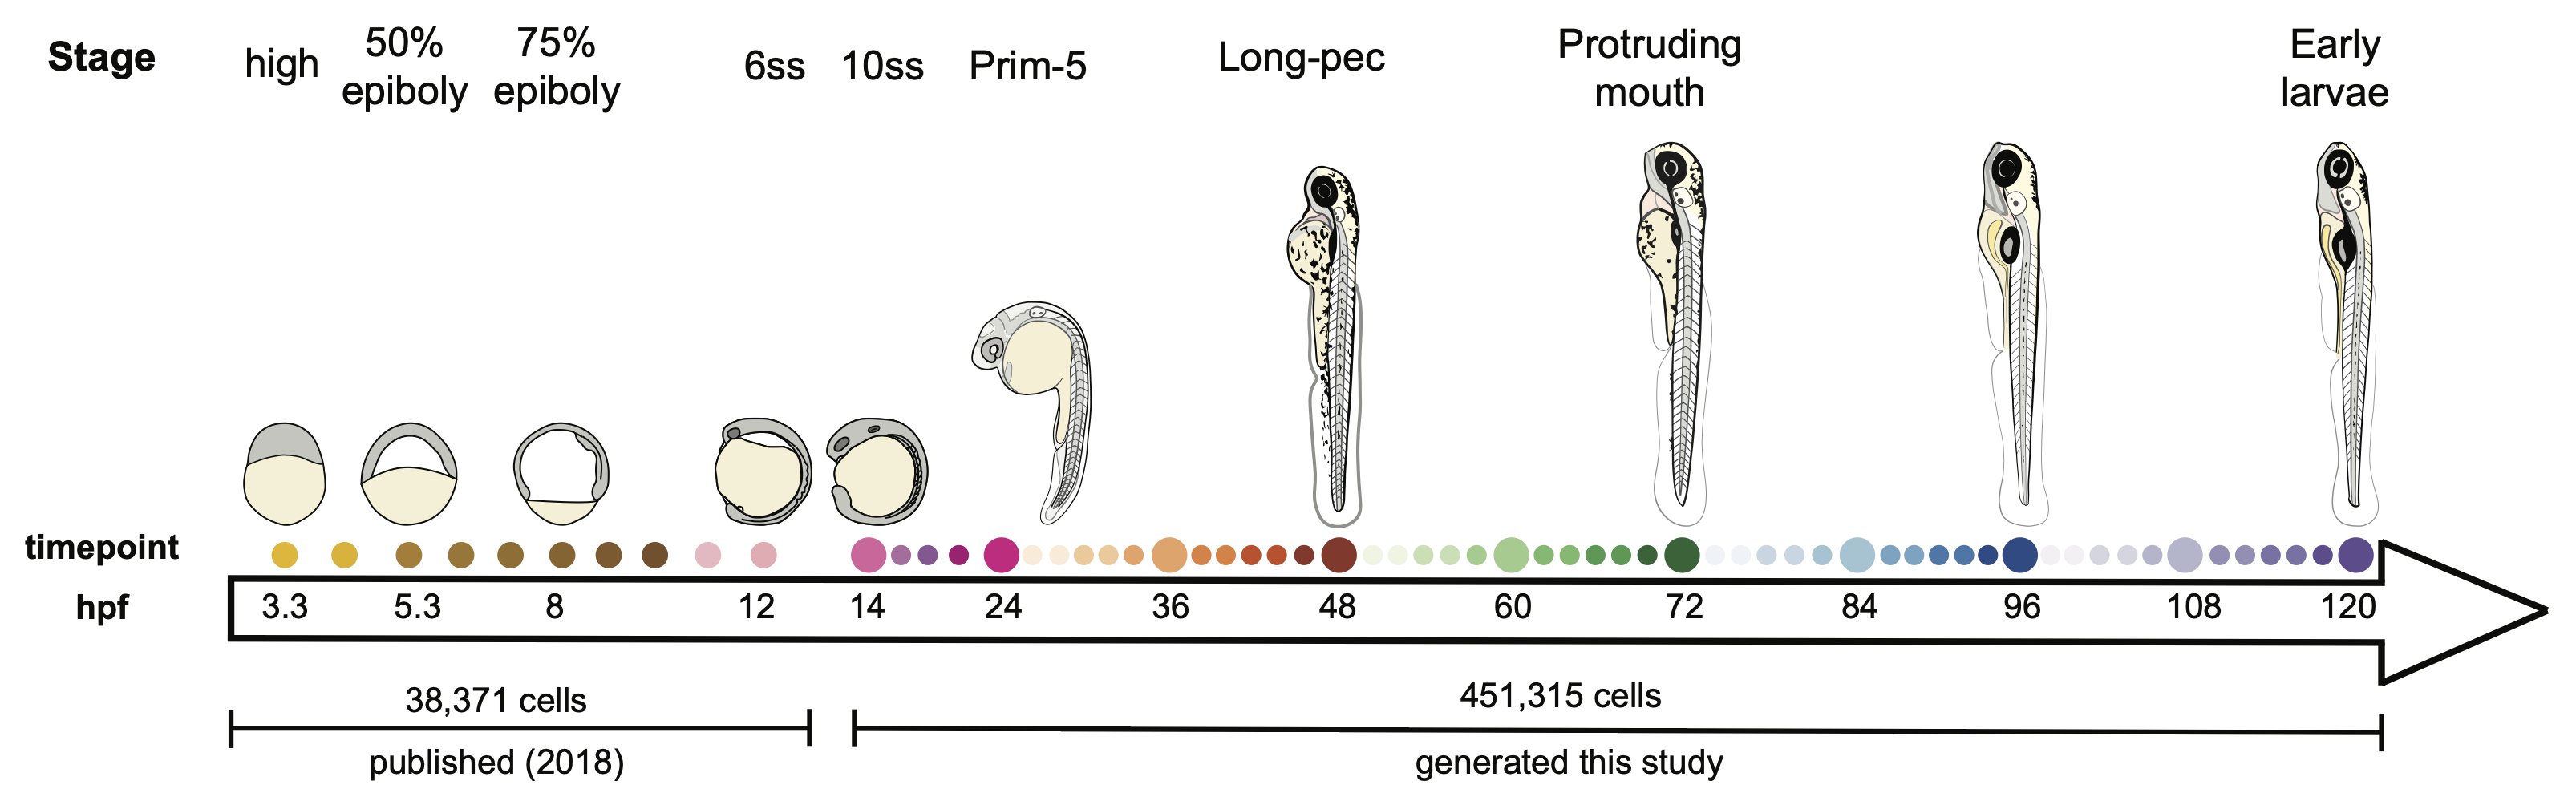 Stage
high
50%
epiboly
75%
epiboly
6ss
10ss
Prim-5
Long-pec
Protruding
mouth
Early
larvae
timepoint
hpf
3.3
5.3
8
12
14
24
36
48
60
72
84
96
108
120
38,371 cells
published (2018)
451,315 cells
generated this study